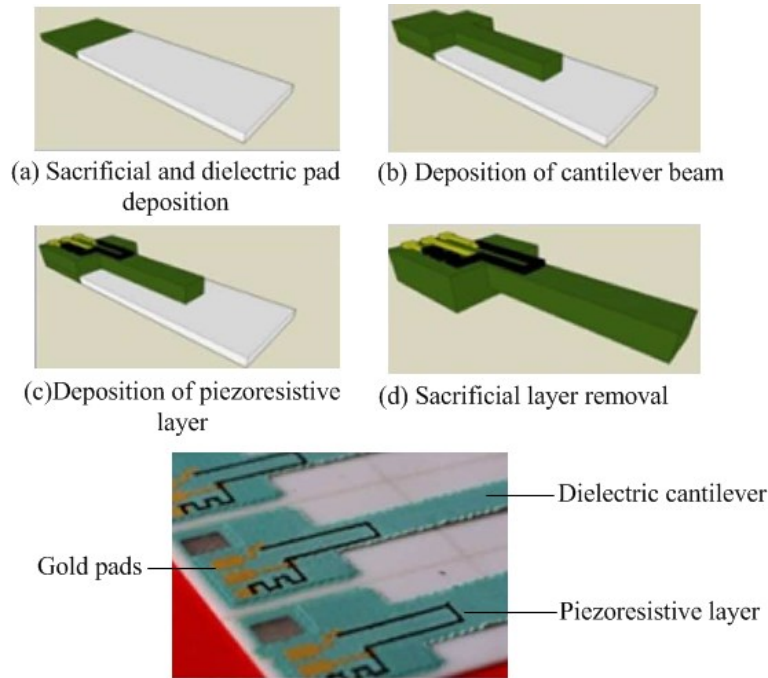 (a) Sacrificial and dielectric pad
deposition
(b) Deposition of cantilever beam
(c)Deposition of piezoresistive
layer
(d) Sacrificial layer removal
Dielectric cantilever
Gold pads
Piezoresistive layer